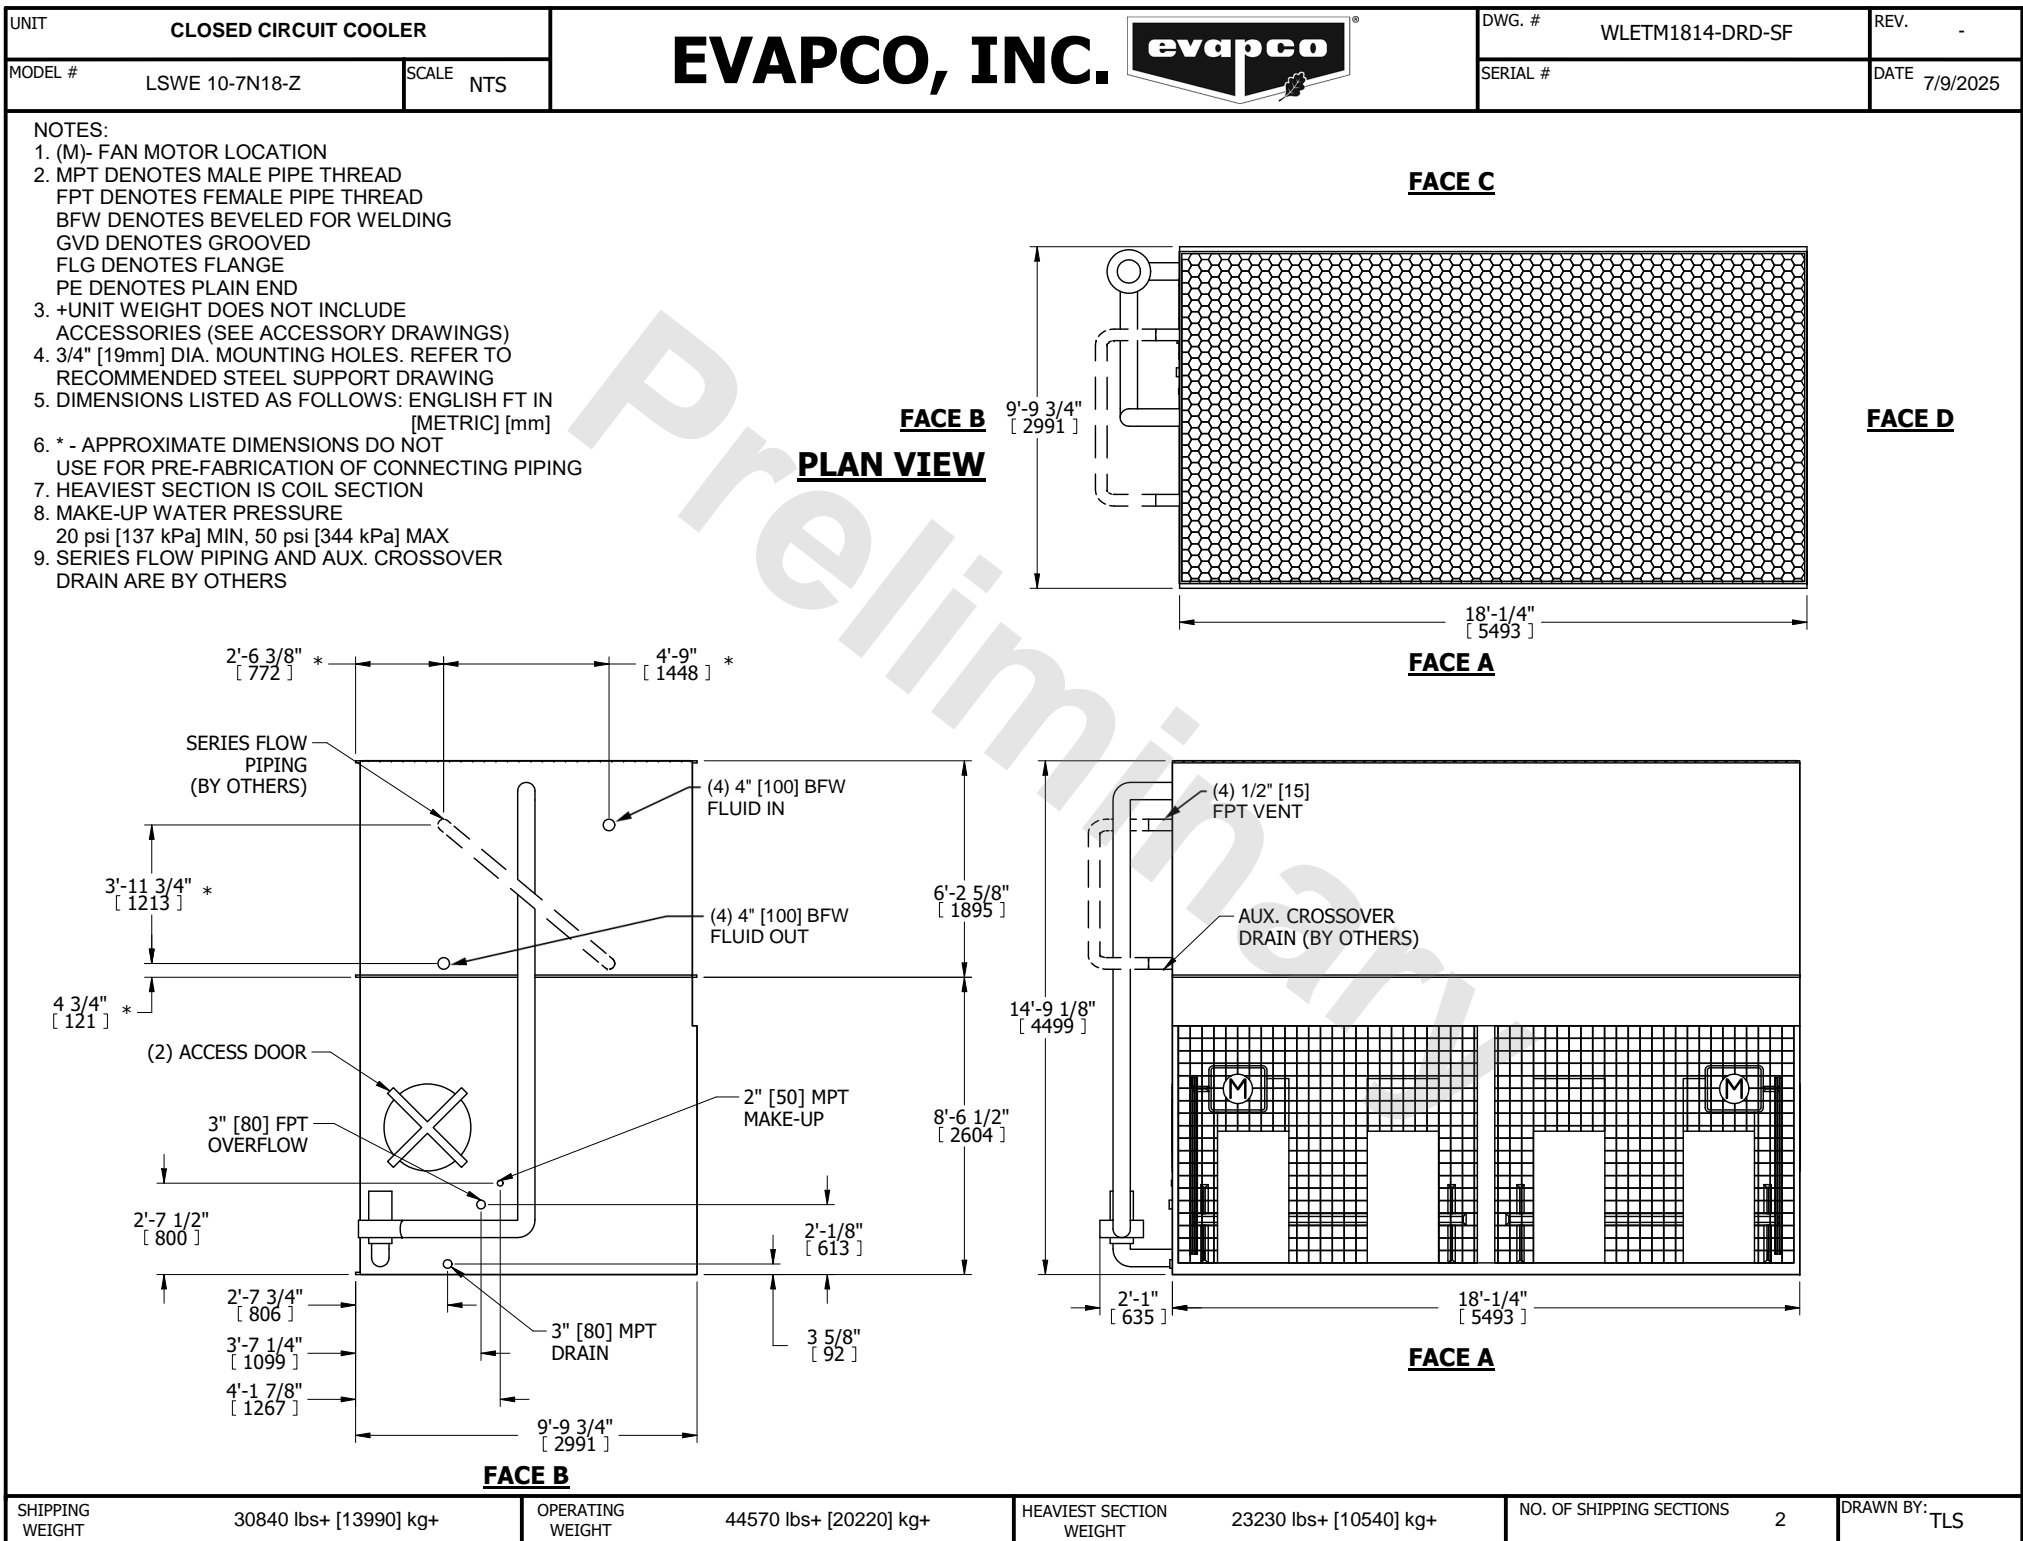 UNIT
CLOSED CIRCUIT COOLER
MODEL #
LSWE 10-7N18-Z
SCALE
NTS
EVAPCO, INC.
evapco
®
DWG. #
WLETM1814-DRD-SF
REV.
-
SERIAL #
DATE
7/9/2025
NOTES:
1. (M)- FAN MOTOR LOCATION
2. MPT DENOTES MALE PIPE THREAD
FPT DENOTES FEMALE PIPE THREAD
BFW DENOTES BEVELED FOR WELDING
GVD DENOTES GROOVED
FLG DENOTES FLANGE
PE DENOTES PLAIN END
3. +UNIT WEIGHT DOES NOT INCLUDE
ACCESSORIES (SEE ACCESSORY DRAWINGS)
4. 3/4" [19mm] DIA. MOUNTING HOLES. REFER TO
RECOMMENDED STEEL SUPPORT DRAWING
5. DIMENSIONS LISTED AS FOLLOWS: ENGLISH FT IN
[METRIC] [mm]
6. * - APPROXIMATE DIMENSIONS DO NOT
USE FOR PRE-FABRICATION OF CONNECTING PIPING
7. HEAVIEST SECTION IS COIL SECTION
8. MAKE-UP WATER PRESSURE
20 psi [137 kPa] MIN, 50 psi [344 kPa] MAX
9. SERIES FLOW PIPING AND AUX. CROSSOVER
DRAIN ARE BY OTHERS
Preliminary
FACE C
FACE B
PLAN VIEW
9'-9 3/4"
[ 2991 ]
FACE D
18'-1/4"
[ 5493 ]
FACE A
2'-6 3/8" *
[ 772 ]
4'-9" *
[ 1448 ]
SERIES FLOW
PIPING
(BY OTHERS)
(4) 4" [100] BFW
FLUID IN
3'-11 3/4" *
[ 1213 ]
(4) 4" [100] BFW
FLUID OUT
6'-2 5/8"
[ 1895 ]
4 3/4" *
[ 121 ]
(2) ACCESS DOOR
3" [80] FPT
OVERFLOW
2" [50] MPT
MAKE-UP
8'-6 1/2"
[ 2604 ]
2'-7 1/2"
[ 800 ]
2'-1/8"
[ 613 ]
2'-7 3/4"
[ 806 ]
3" [80] MPT
DRAIN
3 5/8"
[ 92 ]
3'-7 1/4"
[ 1099 ]
4'-1 7/8"
[ 1267 ]
9'-9 3/4"
[ 2991 ]
FACE B
(4) 1/2" [15]
FPT VENT
AUX. CROSSOVER
DRAIN (BY OTHERS)
14'-9 1/8"
[ 4499 ]
M
M
2'-1"
[ 635 ]
18'-1/4"
[ 5493 ]
FACE A
SHIPPING
WEIGHT
30840 lbs+ [13990] kg+
OPERATING
WEIGHT
44570 lbs+ [20220] kg+
HEAVIEST SECTION
WEIGHT
23230 lbs+ [10540] kg+
NO. OF SHIPPING SECTIONS
2
DRAWN BY:
TLS